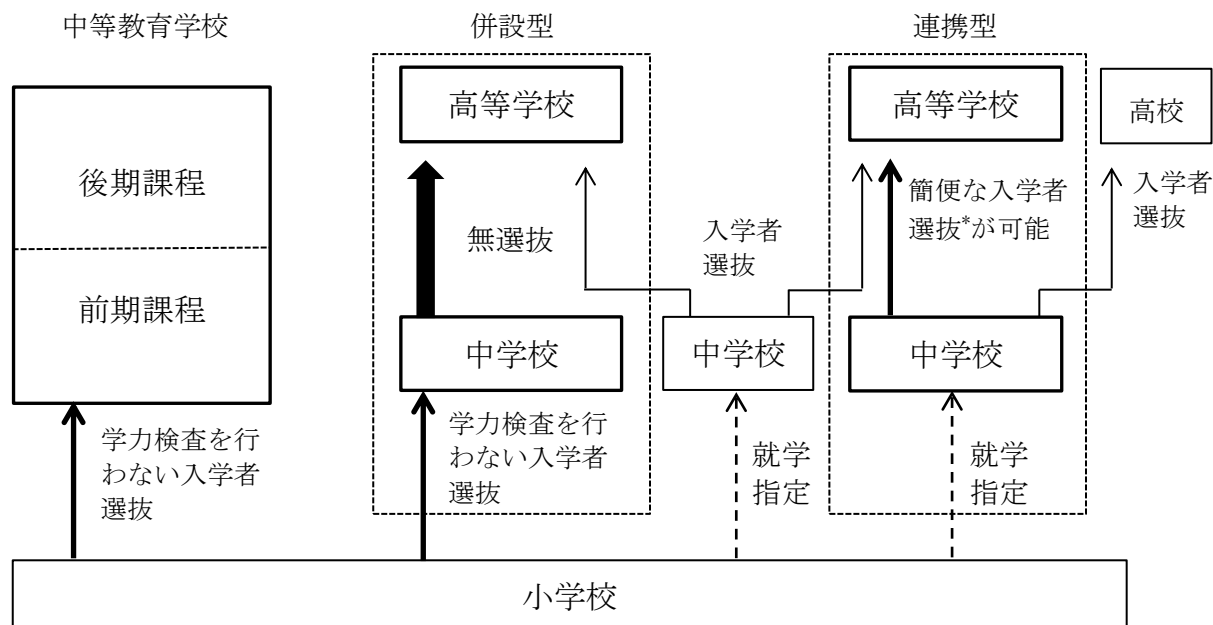 中等教育学校
併設型
連携型
高等学校
高等学校
高校
後期課程
前期課程
無選抜
入学者
選抜
簡便な入学者
選抜*が可能
入学者
選抜
中学校
中学校
中学校
学力検査を行
わない入学者
選抜
学力検査を行
わない入学者
選抜
就学
指定
就学
指定
小学校